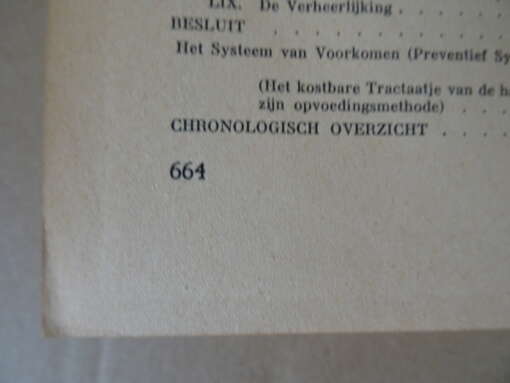 LIX. De Verheerlijking . . . . .
BESLUIT . . . . . . . . .
Het Systeem van Voorkomen (Preventief Sy
(Het kostbare Tractaatje van de h
zijn opvoedingsmethode) . . .
CHRONOLOGISCH OVERZICHT . . . .
664